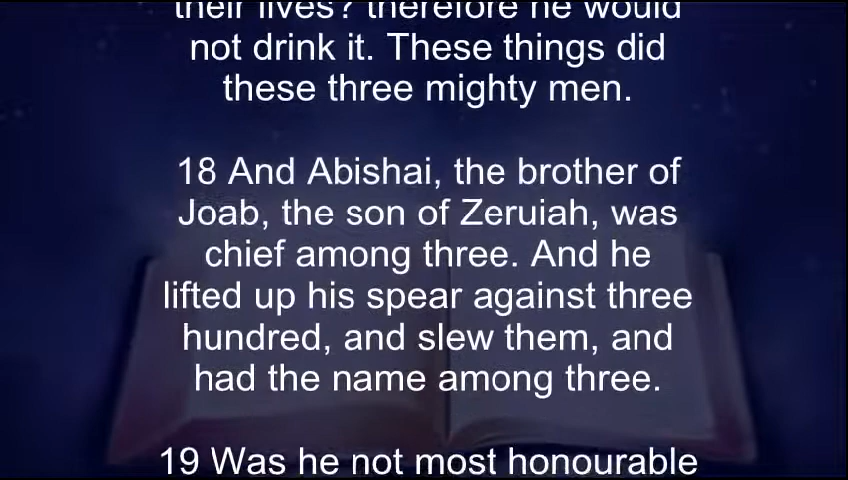 their lives? therefore he would
not drink it. These things did
these three mighty men.
18 And Abishai, the brother of
Joab, the son of Zeruiah, was
chief among three. And he
lifted up his spear against three
hundred, and slew them, and
had the name among three.
19 Was he not most honourable